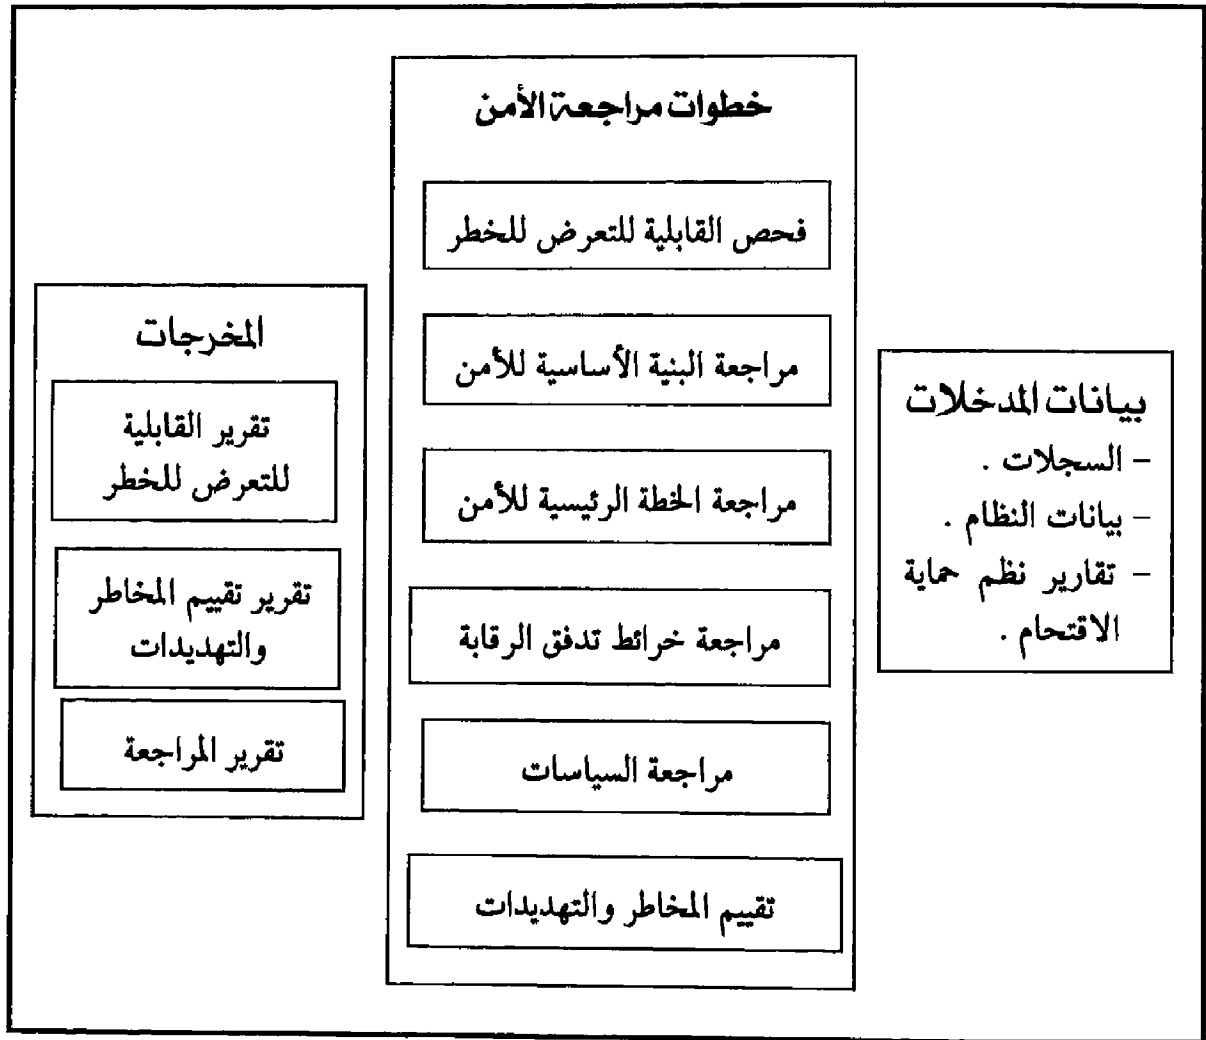 بيانات المدخلات
– السجلات .
– بيانات النظام .
– تقارير نظم حماية
الاقتحام .
خطوات مراجعة الأمن
فحص القابلية للتعرض للخطر
مراجعة البنية الأساسية للأمن
مراجعة الخطة الرئيسية للأمن
مراجعة خرائط تدفق الرقابة
مراجعة السياسات
تقييم المخاطر والتهديدات
المخرجات
تقرير القابلية
للتعرض للخطر
تقرير تقييم المخاطر
والتهديدات
تقرير المراجعة